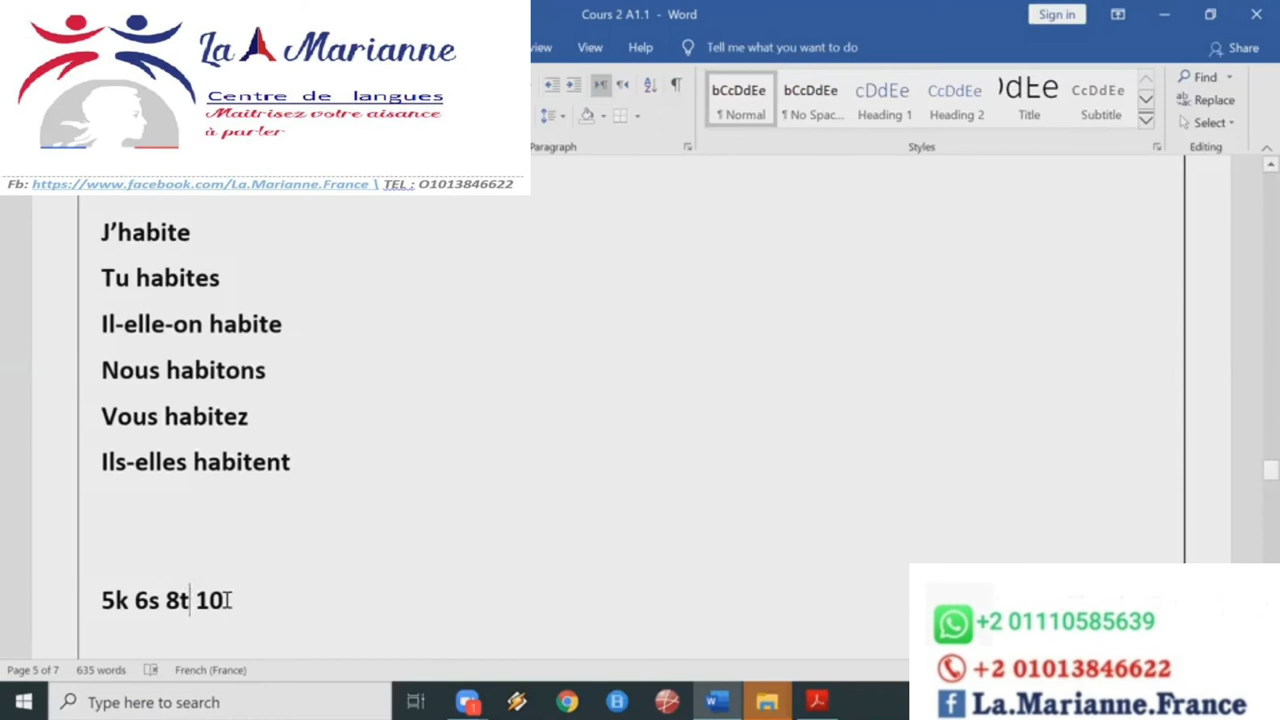 La Marianne
Centre de langues
Maîtrisez votre aisance
à parler
Fb: https://www.facebook.com/La.Marianne.France \ TEL : O1013846622
Cours 2 A1.1 - Word
Sign in
View
Help
Tell me what you want to do
Share
bCcDdEe
bCcDdEe
cDdEe
CcDdEe
CcDdEe
¶ Normal
¶ No Spac...
Heading 1
Heading 2
Title
Subtitle
Find
Replace
Select
Paragraph
Styles
Editing
J’habite
Tu habites
Il-elle-on habite
Nous habitons
Vous habitez
Ils-elles habitent
5k 6s 8t 10
Page 5 of 7
635 words
French (France)
Type here to search
+2 01110585639
+2 01013846622
La.Marianne.France